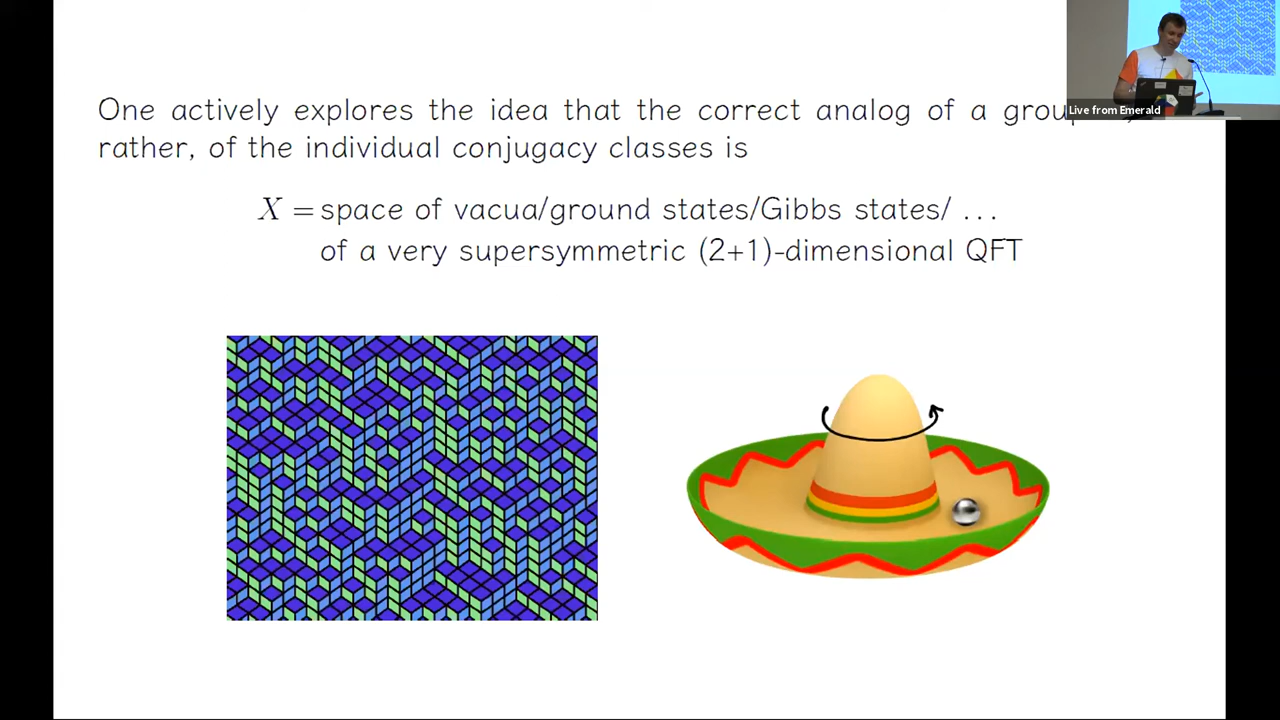 One actively explores the idea that the correct analog of a group
rather, of the individual conjugacy classes is
X = space of vacua/ground states/Gibbs states/ ...
of a very supersymmetric (2+1)-dimensional QFT
Live from Emerald